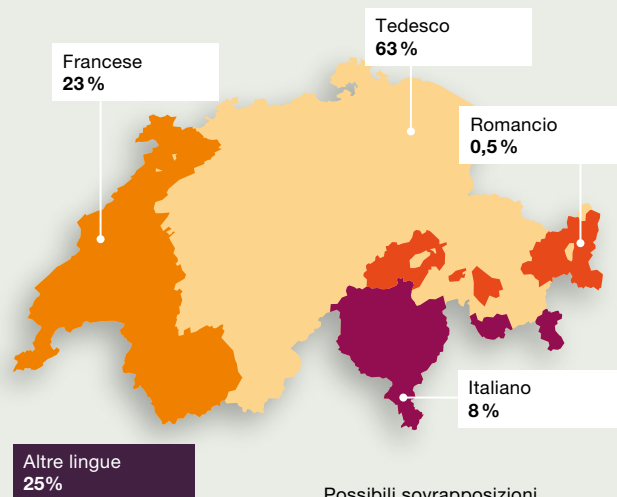 Tedesco
63 %
Francese
23 %
Romancio
0,5 %
Italiano
8 %
Altre lingue
25%
Possibili sovrapposizioni